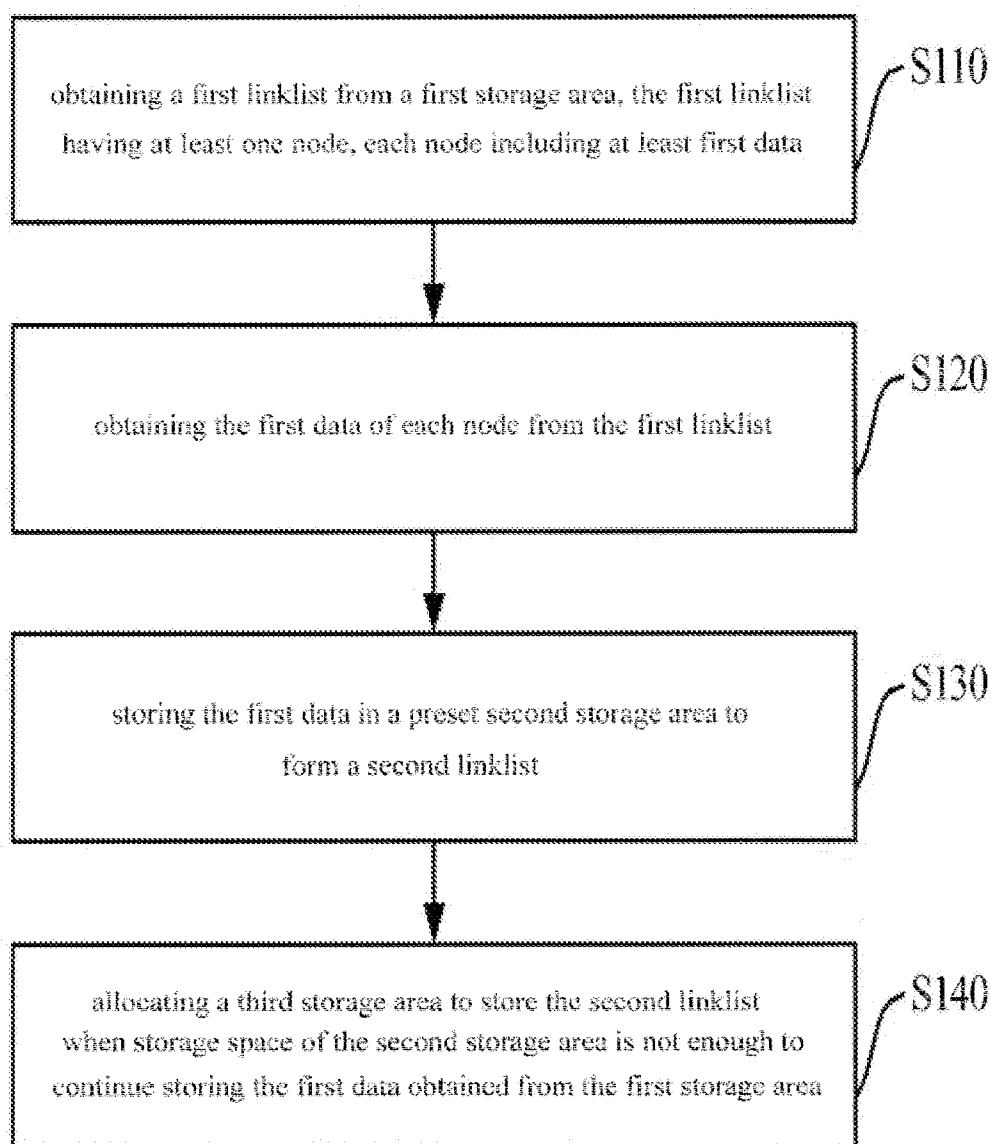 S110
obtaining a first linklist from a first storage area, the first linklist
having at least one node, each node including at least first data
S120
obtaining the first data of each node from the first linklist
S130
storing the first data in a preset second storage area to
form a second linklist
S140
allocating a third storage area to store the second linklist
when storage space of the second storage area is not enough to
continue storing the first data obtained from the first storage area